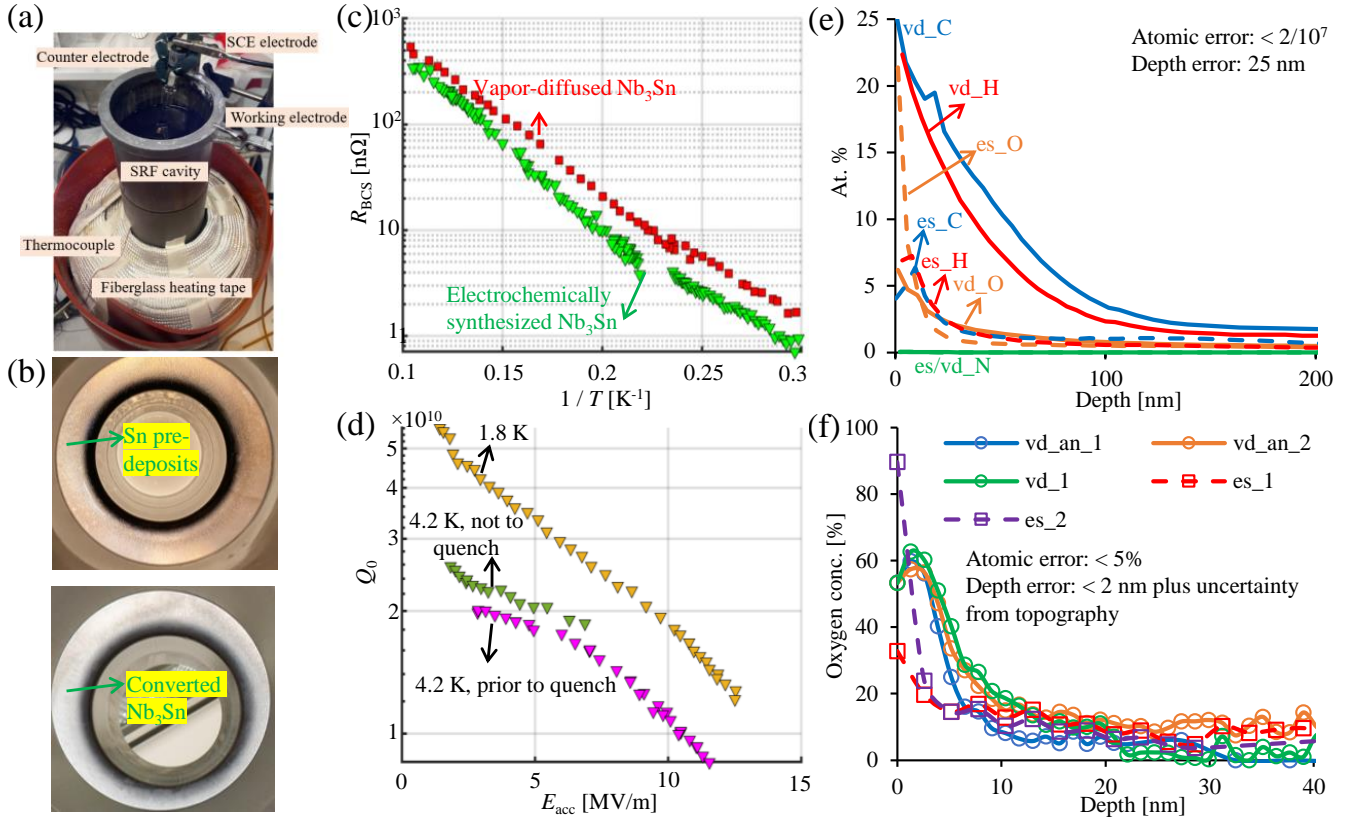 (a)
SCE electrode
Counter electrode
Working electrode
SRF cavity
Thermocouple
Fiberglass heating tape
(b)
Sn pre-
deposits
Converted
Nb₃Sn
(c)
10³
10²
10
1
R_BCS [nΩ]
Vapor-diffused Nb₃Sn
Electrochemically
synthesized Nb₃Sn
0.1
0.15
0.2
0.25
0.3
1 / T [K⁻¹]
(d)
×10¹⁰
5
4
3
2
1
Q₀
1.8 K
4.2 K, not to
quench
4.2 K, prior to quench
0
5
10
15
E_acc [MV/m]
(e)
25
20
15
10
5
0
At. %
vd_C
Atomic error: < 2/10⁷
Depth error: 25 nm
vd_H
es_O
es_C
es_H
vd_O
es/vd_N
0
100
200
Depth [nm]
(f)
100
80
60
40
20
0
Oxygen conc. [%]
vd_an_1
vd_an_2
vd_1
es_1
es_2
Atomic error: < 5%
Depth error: < 2 nm plus uncertainty
from topography
0
10
20
30
40
Depth [nm]